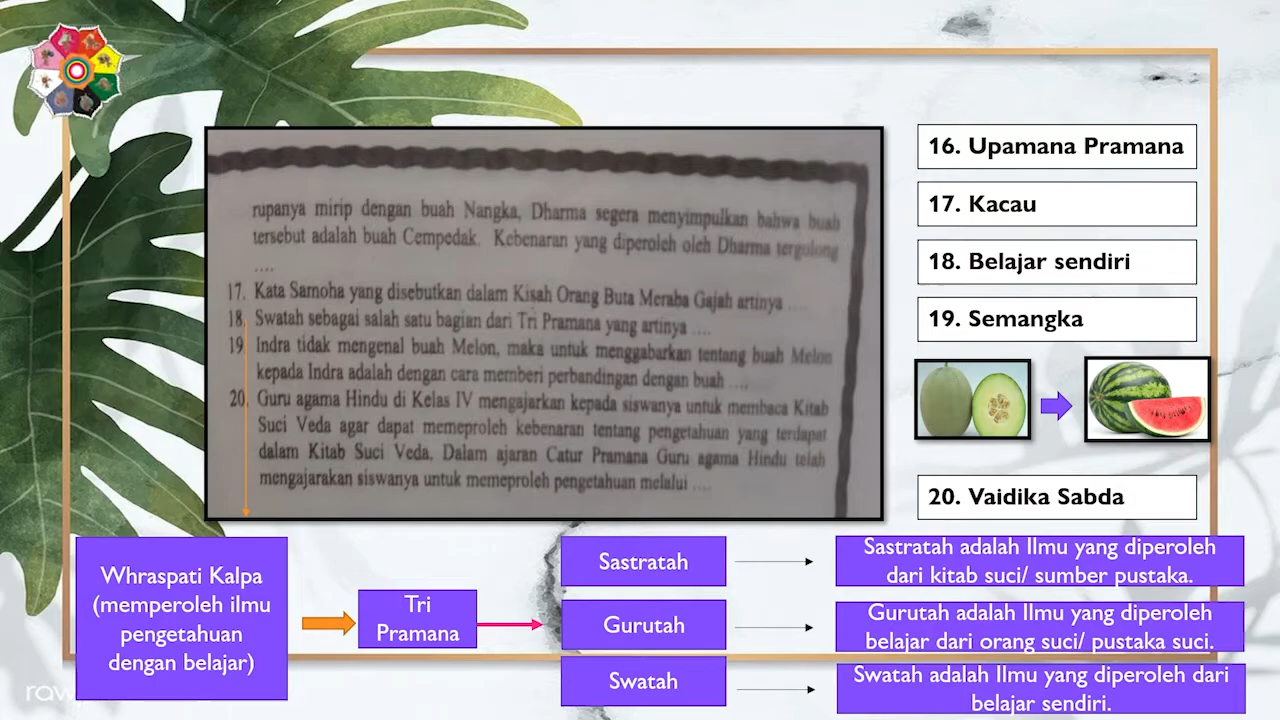 rupanya mirip dengan buah Nangka, Dharma segera menyimpulkan bahwa buah
tersebut adalah buah Cempedak. Kebenaran yang diperoleh oleh Dharma tergolong
....
17. Kata Samoha yang disebutkan dalam Kisah Orang Buta Meraba Gajah artinya ....
18. Swatah sebagai salah satu bagian dari Tri Pramana yang artinya ....
19. Indra tidak mengenal buah Melon, maka untuk menggabarkan tentang buah Melon
kepada Indra adalah dengan cara memberi perbandingan dengan buah ....
20. Guru agama Hindu di Kelas IV mengajarkan kepada siswanya untuk membaca Kitab
Suci Veda agar dapat memeproleh kebenaran tentang pengetahuan yang terdapat
dalam Kitab Suci Veda. Dalam ajaran Catur Pramana Guru agama Hindu telah
mengajarakan siswanya untuk memeproleh pengetahuan melalui ....
16. Upamana Pramana
17. Kacau
18. Belajar sendiri
19. Semangka
20. Vaidika Sabda
Whraspati Kalpa
(memperoleh ilmu
pengetahuan
dengan belajar)
Tri
Pramana
Sastratah
Sastratah adalah Ilmu yang diperoleh
dari kitab suci/ sumber pustaka.
Gurutah
Gurutah adalah Ilmu yang diperoleh
belajar dari orang suci/ pustaka suci.
Swatah
Swatah adalah Ilmu yang diperoleh dari
belajar sendiri.